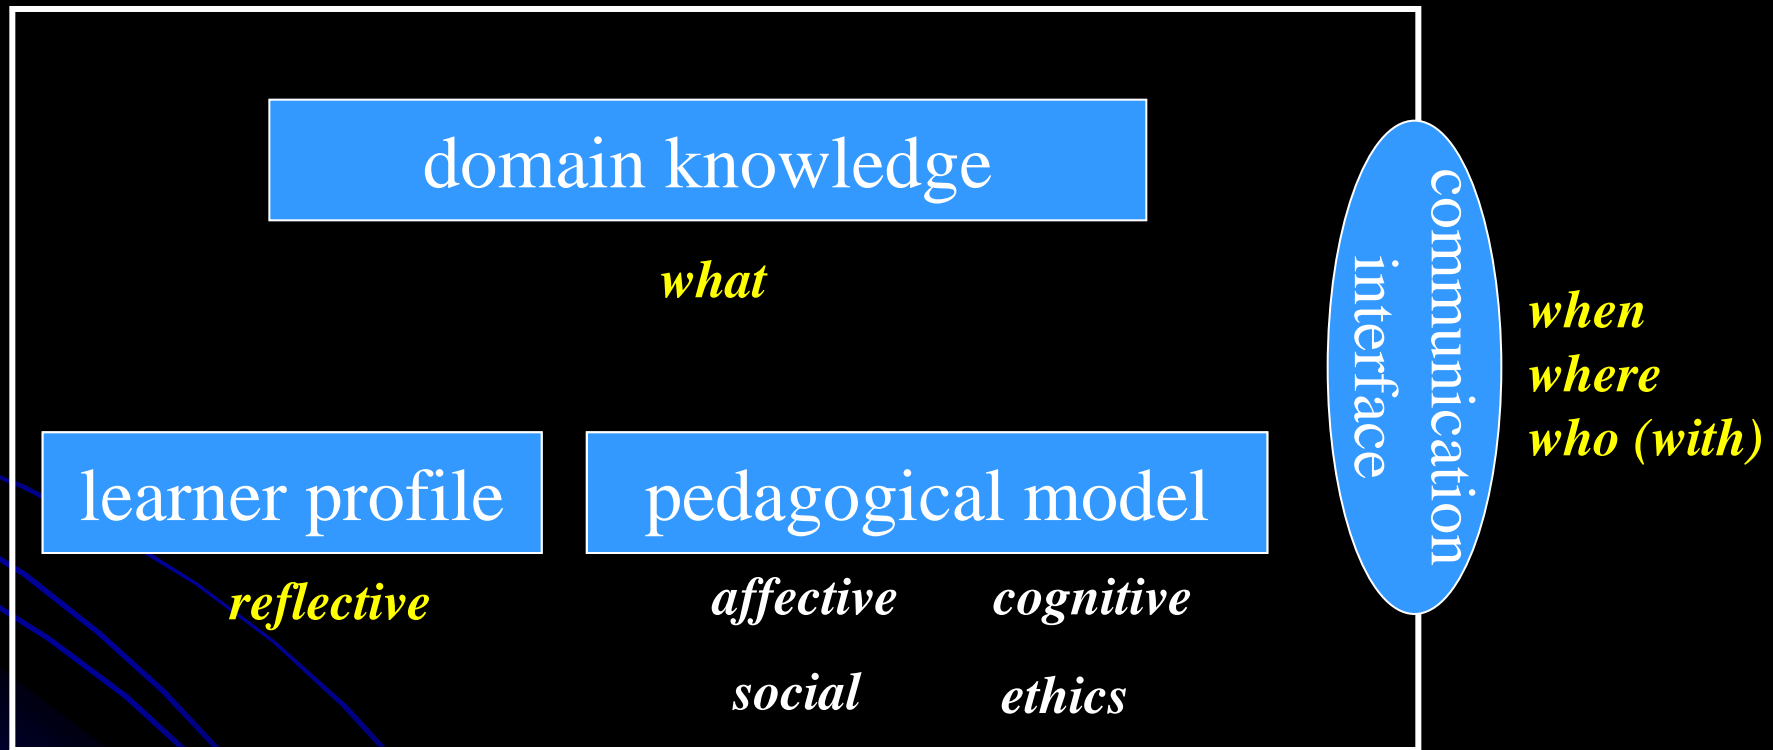 domain knowledge
what
communication
interface
when
where
who (with)
learner profile
pedagogical model
reflective
affective
cognitive
social
ethics